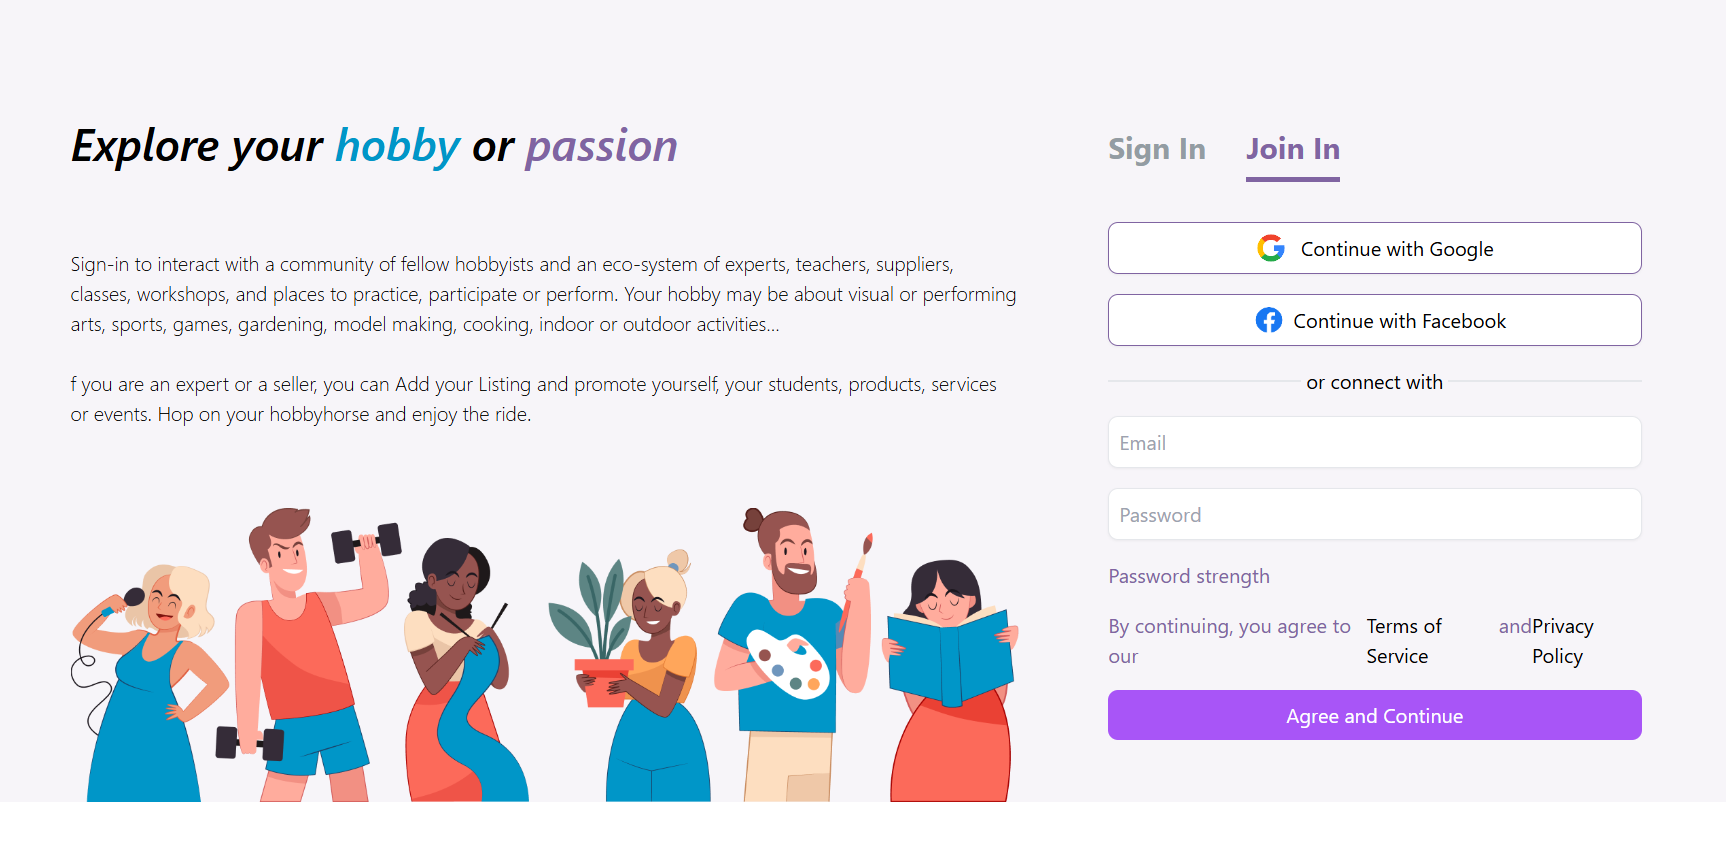 Explore your hobby or passion
Sign-in to interact with a community of fellow hobbyists and an eco-system of experts, teachers, suppliers,
classes, workshops, and places to practice, participate or perform. Your hobby may be about visual or performing
arts, sports, games, gardening, model making, cooking, indoor or outdoor activities...
f you are an expert or a seller, you can Add your Listing and promote yourself, your students, products, services
or events. Hop on your hobbyhorse and enjoy the ride.
Sign In Join In
Continue with Google
Continue with Facebook
or connect with
Email
Password
Password strength
By continuing, you agree to our Terms of Service and Privacy Policy
Agree and Continue